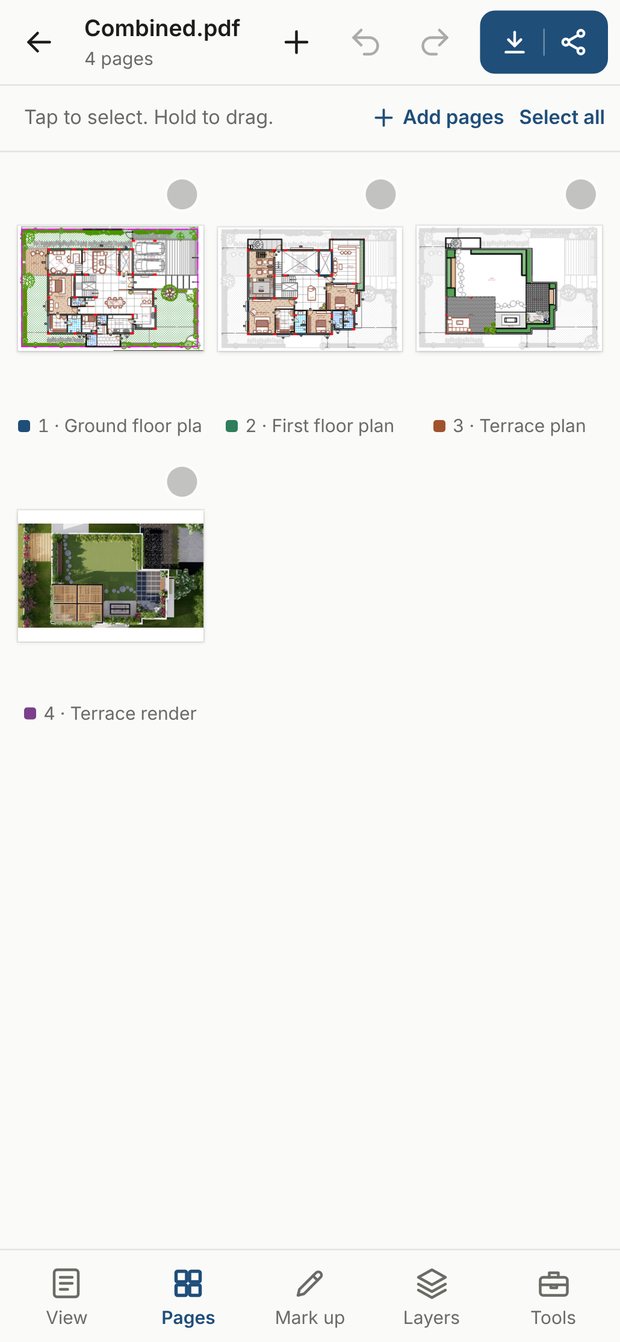 Combined.pdf
4 pages
Tap to select. Hold to drag.
Add pages
Select all
1 · Ground floor pla
2 · First floor plan
3 · Terrace plan
4 · Terrace render
View
Pages
Mark up
Layers
Tools